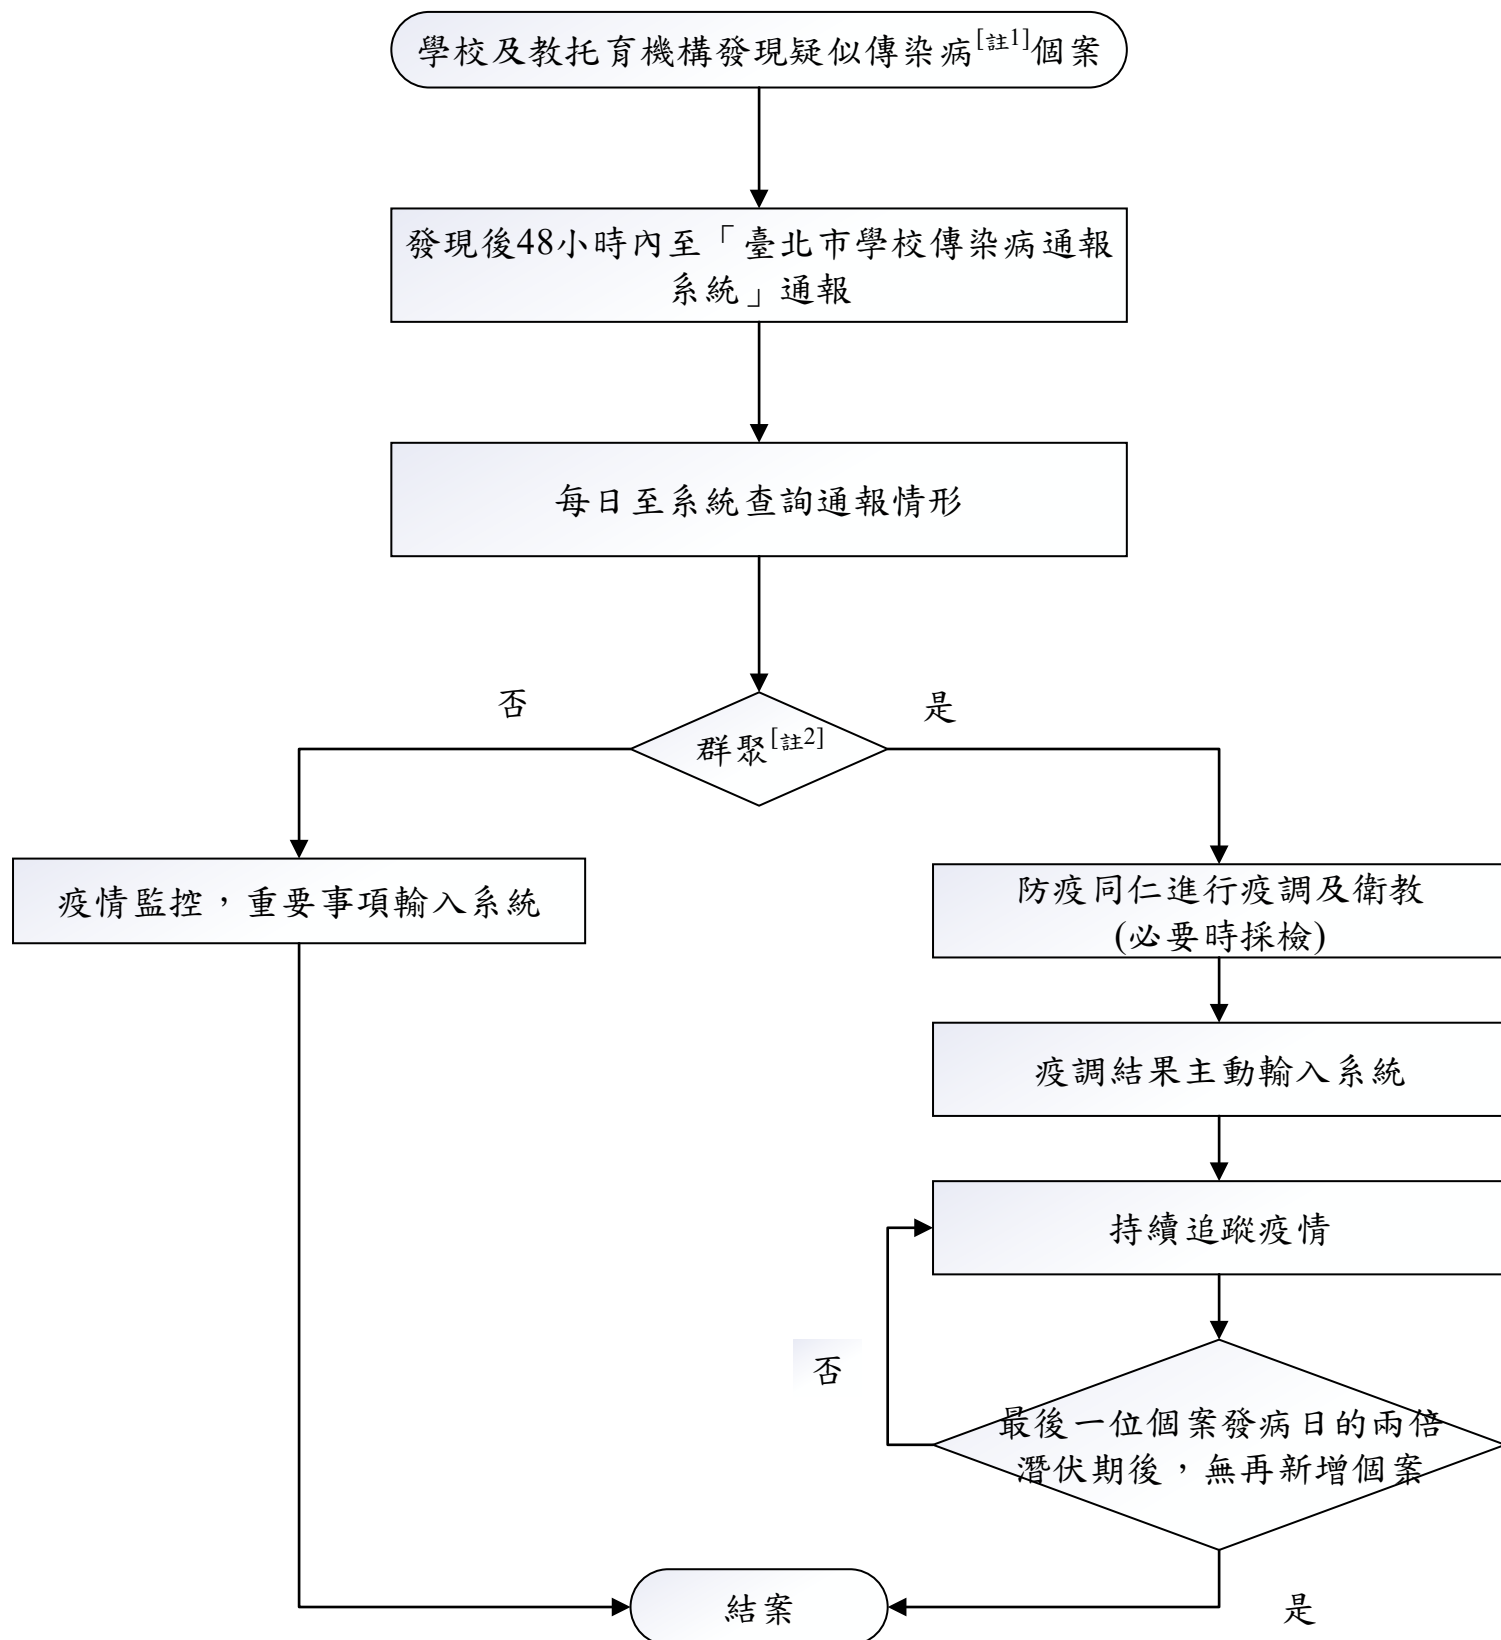 學校及教托育機構發現疑似傳染病[註1]個案
發現後48小時內至「臺北市學校傳染病通報
系統」通報
每日至系統查詢通報情形
否
是
群聚[註2]
疫情監控，重要事項輸入系統
防疫同仁進行疫調及衛教
(必要時採檢)
疫調結果主動輸入系統
持續追蹤疫情
否
最後一位個案發病日的兩倍
潛伏期後，無再新增個案
結案
是